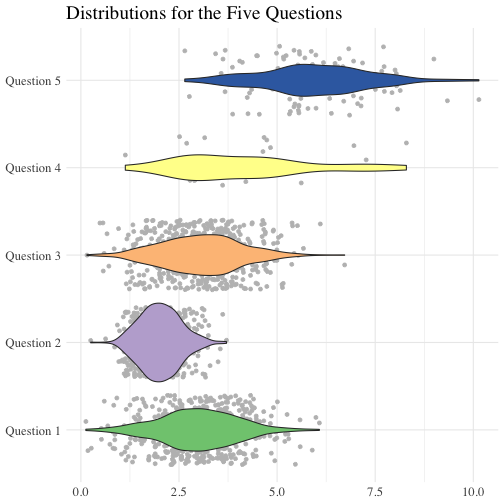 Distributions for the Five Questions
Question 5
Question 4
Question 3
Question 2
Question 1
0.0 2.5 5.0 7.5 10.0